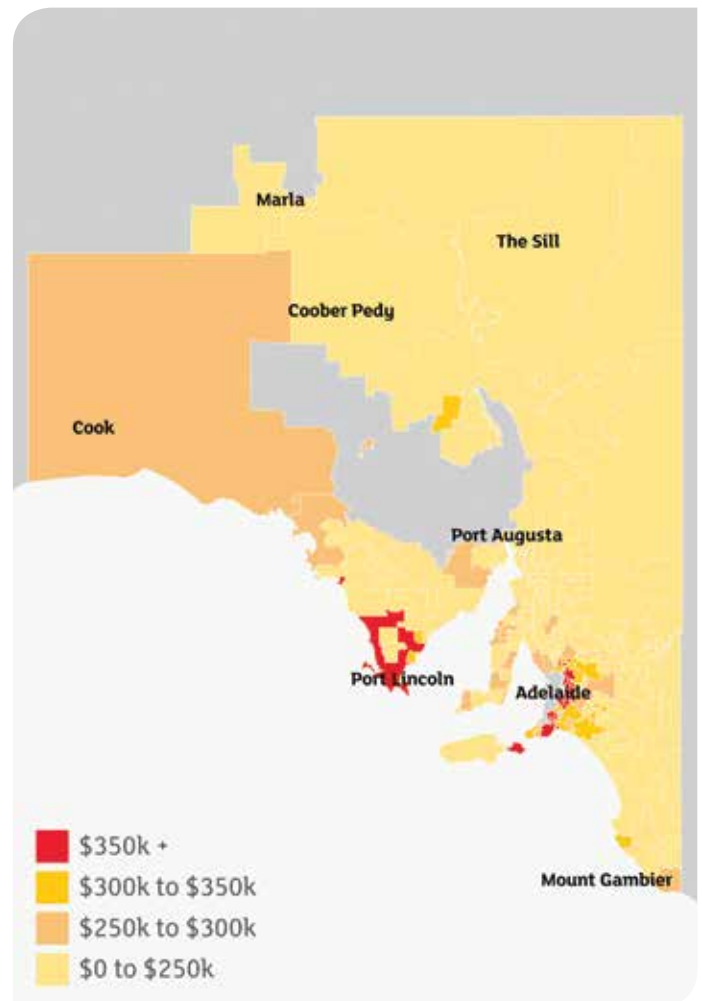 Marla
The Sill
Coober Pedy
Cook
Port Augusta
Port Lincoln
Adelaide
$350k +
$300k to $350k
Mount Gambier
$250k to $300k
$0 to $250k